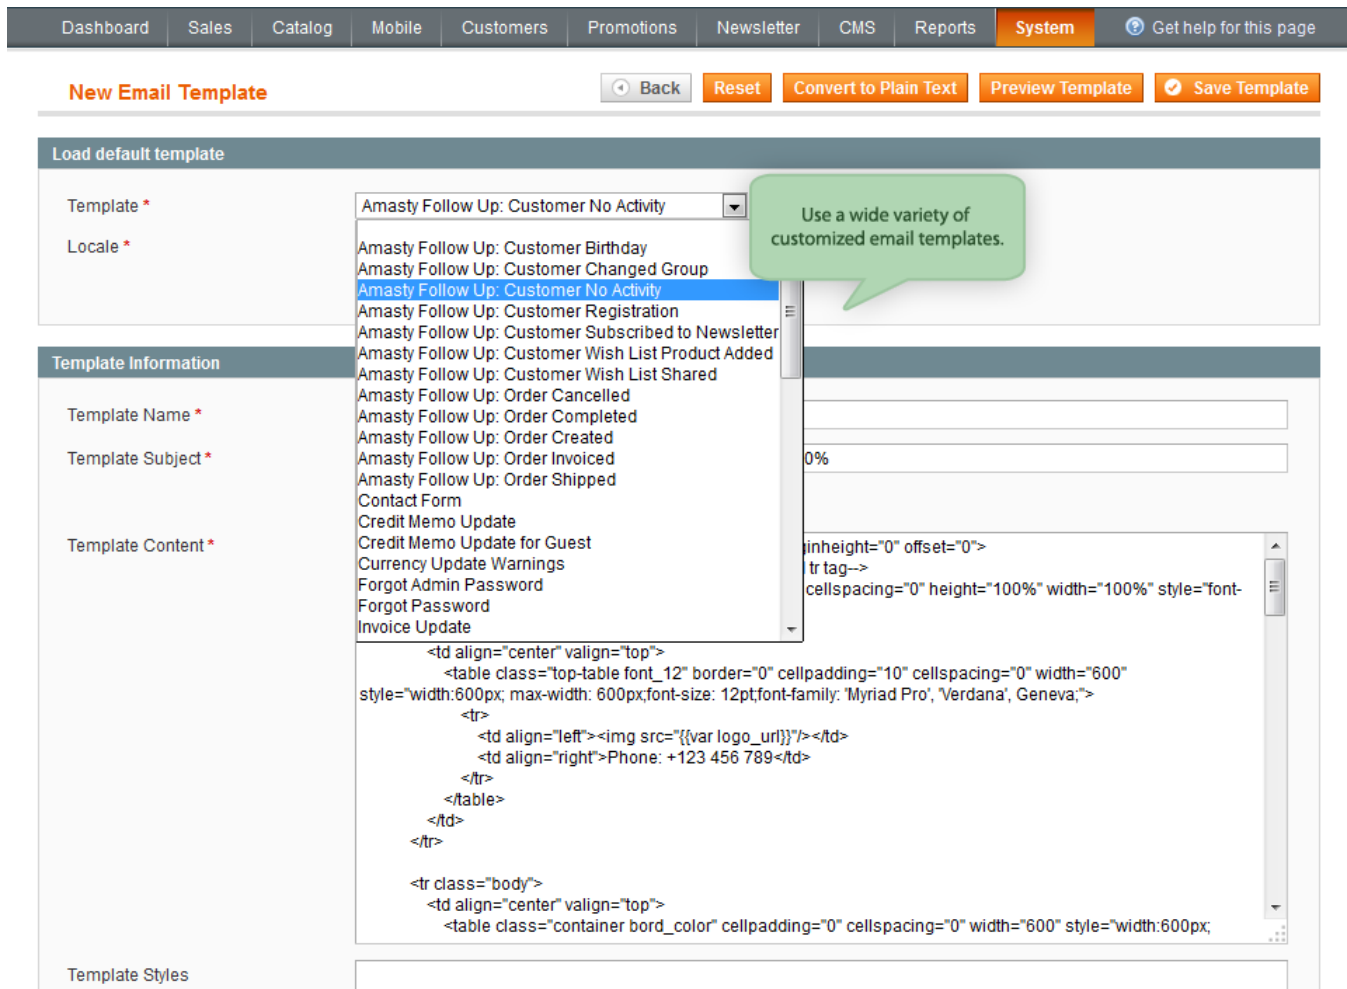 Dashboard Sales Catalog Mobile Customers Promotions Newsletter CMS Reports System Get help for this page
New Email Template Back Reset Convert to Plain Text Preview Template Save Template
Load default template
Template * Amasty Follow Up: Customer No Activity
Use a wide variety of
customized email templates.
Locale *
Amasty Follow Up: Customer Birthday
Amasty Follow Up: Customer Changed Group
Amasty Follow Up: Customer No Activity
Amasty Follow Up: Customer Registration
Amasty Follow Up: Customer Subscribed to Newsletter
Amasty Follow Up: Customer Wish List Product Added
Amasty Follow Up: Customer Wish List Shared
Amasty Follow Up: Order Cancelled
Amasty Follow Up: Order Completed
Amasty Follow Up: Order Created
Amasty Follow Up: Order Invoiced
Amasty Follow Up: Order Shipped
Contact Form
Credit Memo Update
Credit Memo Update for Guest
Currency Update Warnings
Forgot Admin Password
Forgot Password
Invoice Update
Template Information
Template Name *
Template Subject * 0%
Template Content *
inheight="0" offset="0">
tr tag-->
cellspacing="0" height="100%" width="100%" style="font-
<td align="center" valign="top">
<table class="top-table font_12" border="0" cellpadding="10" cellspacing="0" width="600"
style="width:600px; max-width: 600px;font-size: 12pt;font-family: 'Myriad Pro', 'Verdana', Geneva;">
<tr>
<td align="left"><img src="{{var logo_url}}"/></td>
<td align="right">Phone: +123 456 789</td>
</tr>
</table>
</td>
</tr>
<tr class="body">
<td align="center" valign="top">
<table class="container bord_color" cellpadding="0" cellspacing="0" width="600" style="width:600px;
Template Styles